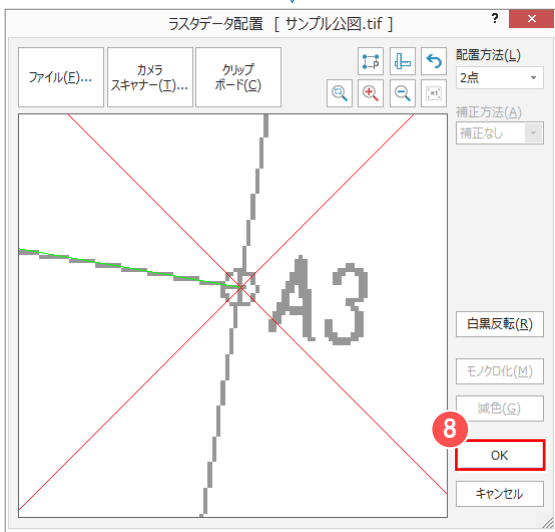 ラスタデータ配置 [ サンプル公図.tif ]
? ×
ファイル(F)...
カメラ
スキャナー(T)...
クリップ
ボード(C)
P
×1
配置方法(L)
2点
補正方法(A)
補正なし
A3
白黒反転(R)
モノクロ化(M)
減色(G)
8
OK
キャンセル